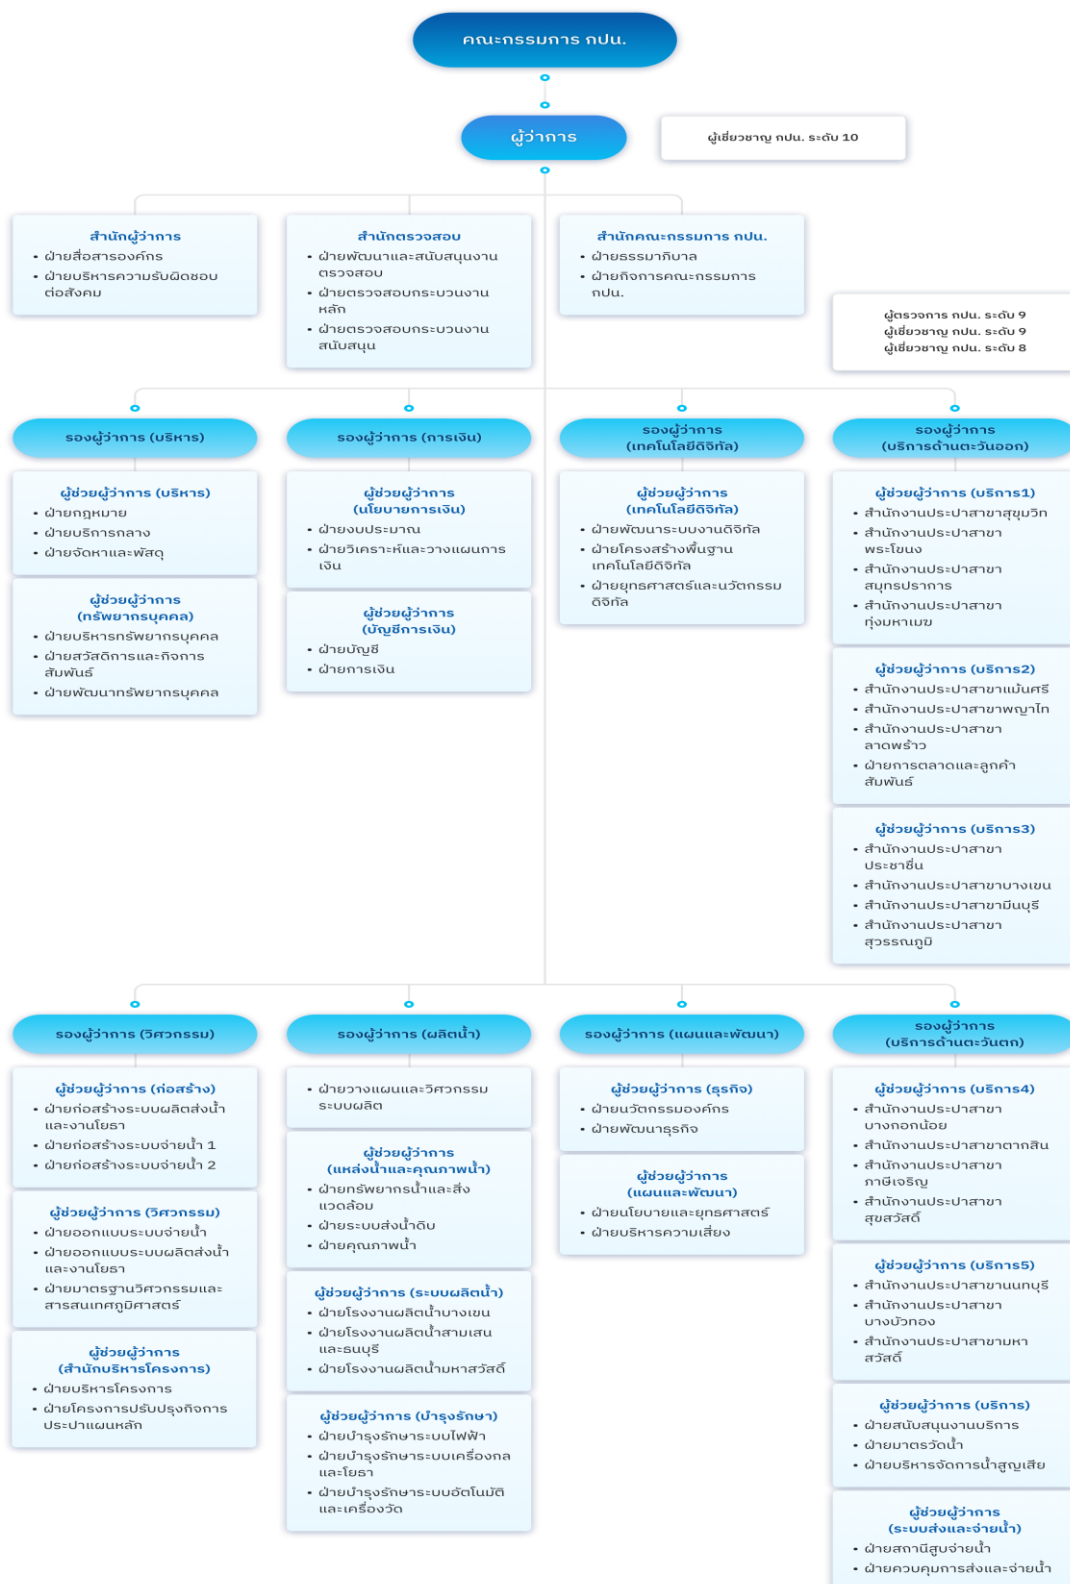 คณะกรรมการ กปน.
ผู้ว่าการ
ผู้เชี่ยวชาญ กปน. ระดับ 10
สำนักผู้ว่าการ
• ฝ่ายสื่อสารองค์กร
• ฝ่ายบริหารความรับผิดชอบ
ต่อสังคม
สำนักตรวจสอบ
• ฝ่ายพัฒนาและสนับสนุนงาน
ตรวจสอบ
• ฝ่ายตรวจสอบกระบวนงาน
หลัก
• ฝ่ายตรวจสอบกระบวนงาน
สนับสนุน
สำนักคณะกรรมการ กปน.
• ฝ่ายธรรมาภิบาล
• ฝ่ายกิจการคณะกรรมการ
กปน.
ผู้ตรวจการ กปน. ระดับ 9
ผู้เชี่ยวชาญ กปน. ระดับ 9
ผู้เชี่ยวชาญ กปน. ระดับ 8
รองผู้ว่าการ (บริหาร)
ผู้ช่วยผู้ว่าการ (บริหาร)
• ฝ่ายกฎหมาย
• ฝ่ายบริการกลาง
• ฝ่ายจัดหาและพัสดุ
ผู้ช่วยผู้ว่าการ
(ทรัพยากรบุคคล)
• ฝ่ายบริหารทรัพยากรบุคคล
• ฝ่ายสวัสดิการและกิจการ
สัมพันธ์
• ฝ่ายพัฒนาทรัพยากรบุคคล
รองผู้ว่าการ (การเงิน)
ผู้ช่วยผู้ว่าการ
(นโยบายการเงิน)
• ฝ่ายงบประมาณ
• ฝ่ายวิเคราะห์และวางแผนการ
เงิน
ผู้ช่วยผู้ว่าการ
(บัญชีการเงิน)
• ฝ่ายบัญชี
• ฝ่ายการเงิน
รองผู้ว่าการ
(เทคโนโลยีดิจิทัล)
ผู้ช่วยผู้ว่าการ
(เทคโนโลยีดิจิทัล)
• ฝ่ายพัฒนาระบบงานดิจิทัล
• ฝ่ายโครงสร้างพื้นฐาน
เทคโนโลยีดิจิทัล
• ฝ่ายยุทธศาสตร์และนวัตกรรม
ดิจิทัล
รองผู้ว่าการ
(บริการด้านตะวันออก)
ผู้ช่วยผู้ว่าการ (บริการ1)
• สำนักงานประปาสาขาสุขุมวิท
• สำนักงานประปาสาขา
พระโขนง
• สำนักงานประปาสาขา
สมุทรปราการ
• สำนักงานประปาสาขา
ทุ่งมหาเมฆ
ผู้ช่วยผู้ว่าการ (บริการ2)
• สำนักงานประปาสาขาแม้นศรี
• สำนักงานประปาสาขาพญาไท
• สำนักงานประปาสาขา
ลาดพร้าว
• ฝ่ายการตลาดและลูกค้า
สัมพันธ์
ผู้ช่วยผู้ว่าการ (บริการ3)
• สำนักงานประปาสาขา
ประชาชื่น
• สำนักงานประปาสาขาบางเขน
• สำนักงานประปาสาขามีนบุรี
• สำนักงานประปาสาขา
สุวรรณภูมิ
รองผู้ว่าการ (วิศวกรรม)
ผู้ช่วยผู้ว่าการ (ก่อสร้าง)
• ฝ่ายก่อสร้างระบบผลิตส่งน้ำ
และงานโยธา
• ฝ่ายก่อสร้างระบบจ่ายน้ำ 1
• ฝ่ายก่อสร้างระบบจ่ายน้ำ 2
ผู้ช่วยผู้ว่าการ (วิศวกรรม)
• ฝ่ายออกแบบระบบจ่ายน้ำ
• ฝ่ายออกแบบระบบผลิตส่งน้ำ
และงานโยธา
• ฝ่ายมาตรฐานวิศวกรรมและ
สารสนเทศภูมิศาสตร์
ผู้ช่วยผู้ว่าการ
(สำนักบริหารโครงการ)
• ฝ่ายบริหารโครงการ
• ฝ่ายโครงการปรับปรุงกิจการ
ประปาแผนหลัก
รองผู้ว่าการ (ผลิตน้ำ)
• ฝ่ายวางแผนและวิศวกรรม
ระบบผลิต
ผู้ช่วยผู้ว่าการ
(แหล่งน้ำและคุณภาพน้ำ)
• ฝ่ายทรัพยากรน้ำและสิ่ง
แวดล้อม
• ฝ่ายระบบส่งน้ำดิบ
• ฝ่ายคุณภาพน้ำ
ผู้ช่วยผู้ว่าการ (ระบบผลิตน้ำ)
• ฝ่ายโรงงานผลิตน้ำบางเขน
• ฝ่ายโรงงานผลิตน้ำสามเสน
และธนบุรี
• ฝ่ายโรงงานผลิตน้ำมหาสวัสดิ์
ผู้ช่วยผู้ว่าการ (บำรุงรักษา)
• ฝ่ายบำรุงรักษาระบบไฟฟ้า
• ฝ่ายบำรุงรักษาระบบเครื่องกล
และโยธา
• ฝ่ายบำรุงรักษาระบบอัตโนมัติ
และเครื่องวัด
รองผู้ว่าการ (แผนและพัฒนา)
ผู้ช่วยผู้ว่าการ (ธุรกิจ)
• ฝ่ายนวัตกรรมองค์กร
• ฝ่ายพัฒนาธุรกิจ
ผู้ช่วยผู้ว่าการ
(แผนและพัฒนา)
• ฝ่ายนโยบายและยุทธศาสตร์
• ฝ่ายบริหารความเสี่ยง
รองผู้ว่าการ
(บริการด้านตะวันตก)
ผู้ช่วยผู้ว่าการ (บริการ4)
• สำนักงานประปาสาขา
บางกอกน้อย
• สำนักงานประปาสาขาตากสิน
• สำนักงานประปาสาขา
ภาษีเจริญ
• สำนักงานประปาสาขา
สุขสวัสดิ์
ผู้ช่วยผู้ว่าการ (บริการ5)
• สำนักงานประปาสาขานนทบุรี
• สำนักงานประปาสาขา
บางบัวทอง
• สำนักงานประปาสาขามหา
สวัสดิ์
ผู้ช่วยผู้ว่าการ (บริการ)
• ฝ่ายสนับสนุนงานบริการ
• ฝ่ายมาตรวัดน้ำ
• ฝ่ายบริหารจัดการน้ำสูญเสีย
ผู้ช่วยผู้ว่าการ
(ระบบส่งและจ่ายน้ำ)
• ฝ่ายสถานีสูบจ่ายน้ำ
• ฝ่ายควบคุมการส่งและจ่ายน้ำ